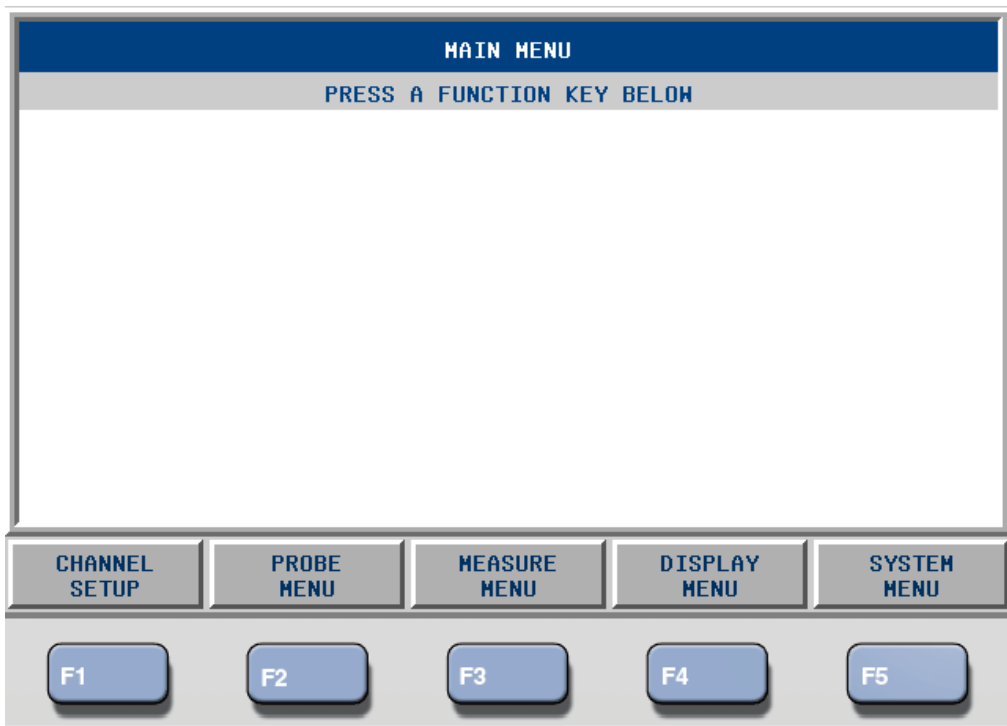 MAIN MENU
PRESS A FUNCTION KEY BELOW
CHANNEL SETUP
PROBE MENU
MEASURE MENU
DISPLAY MENU
SYSTEM MENU
F1
F2
F3
F4
F5